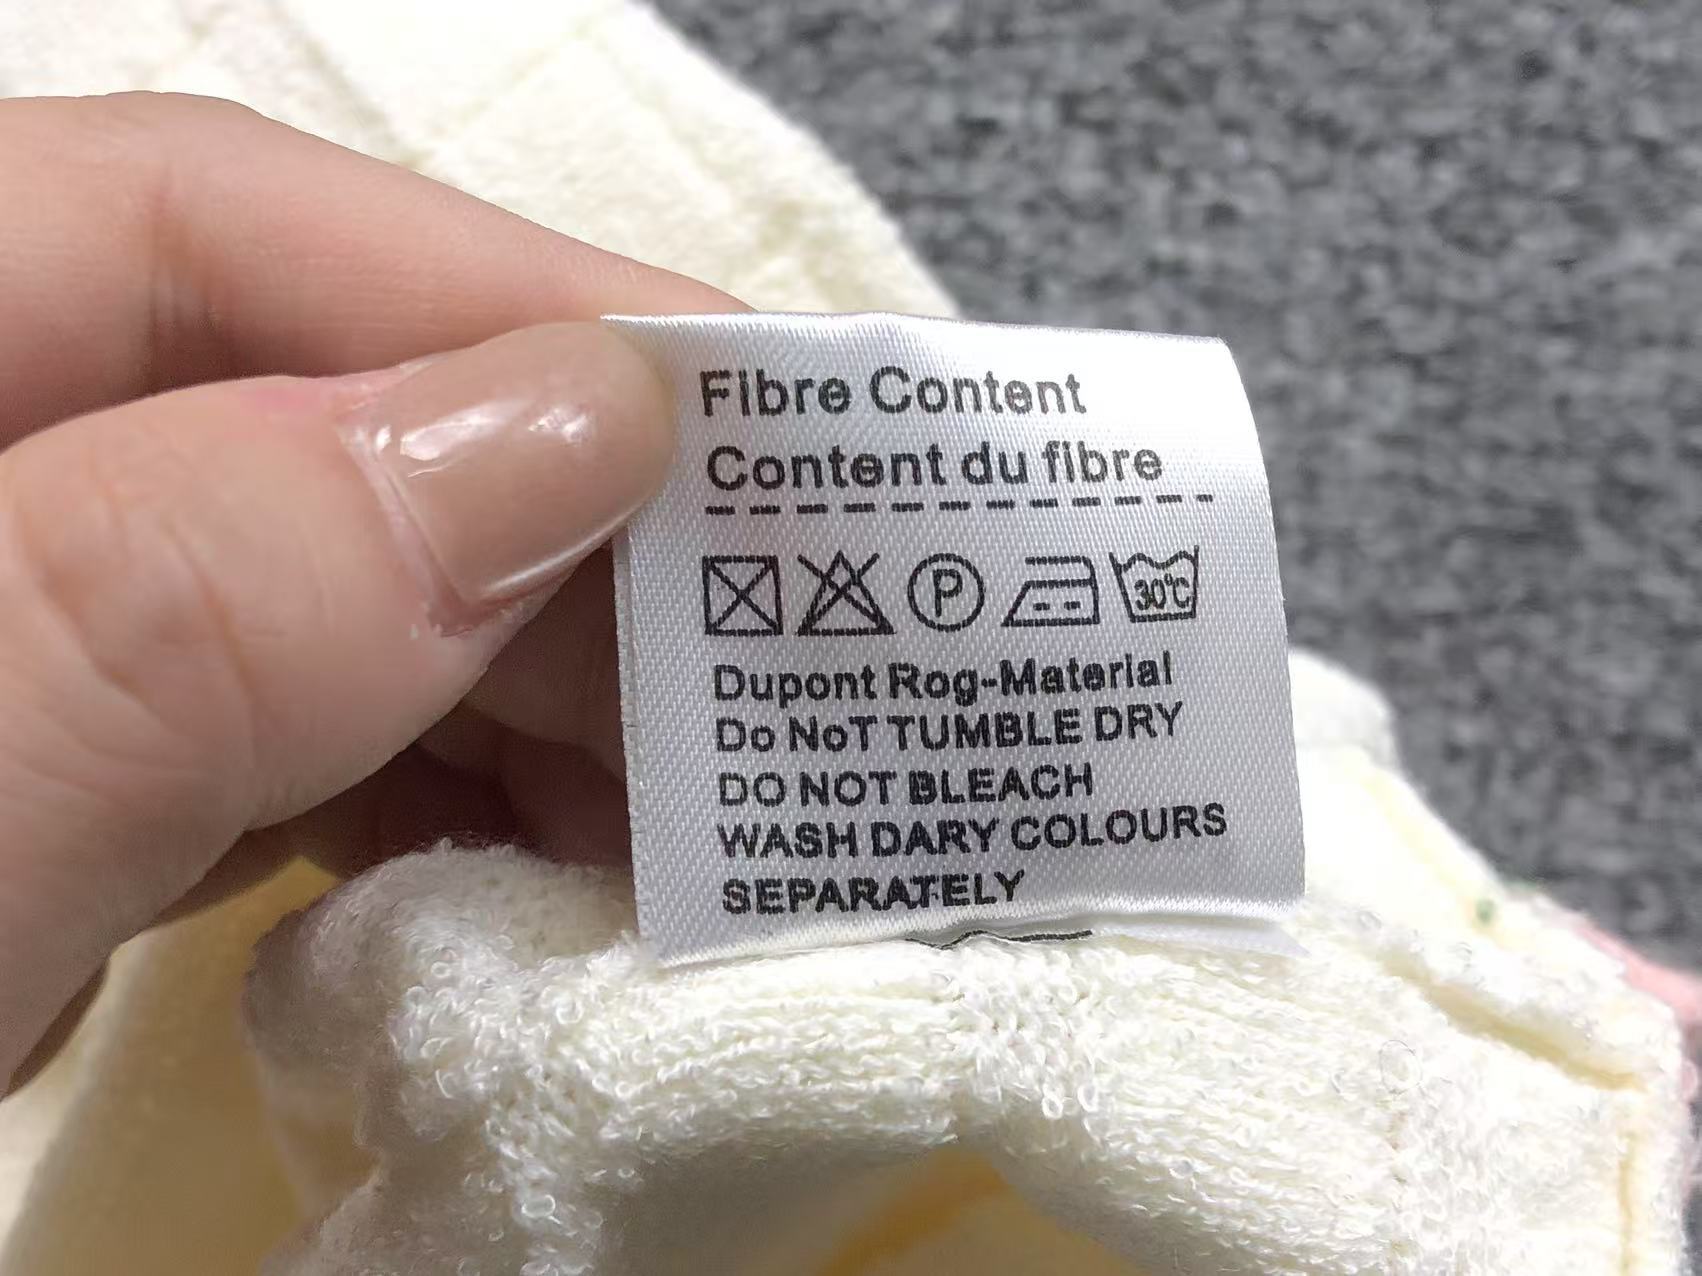 Fibre Content
Content du fibre
P 30℃
Dupont Rog-Material
Do NoT TUMBLE DRY
DO NOT BLEACH
WASH DARY COLOURS
SEPARATELY